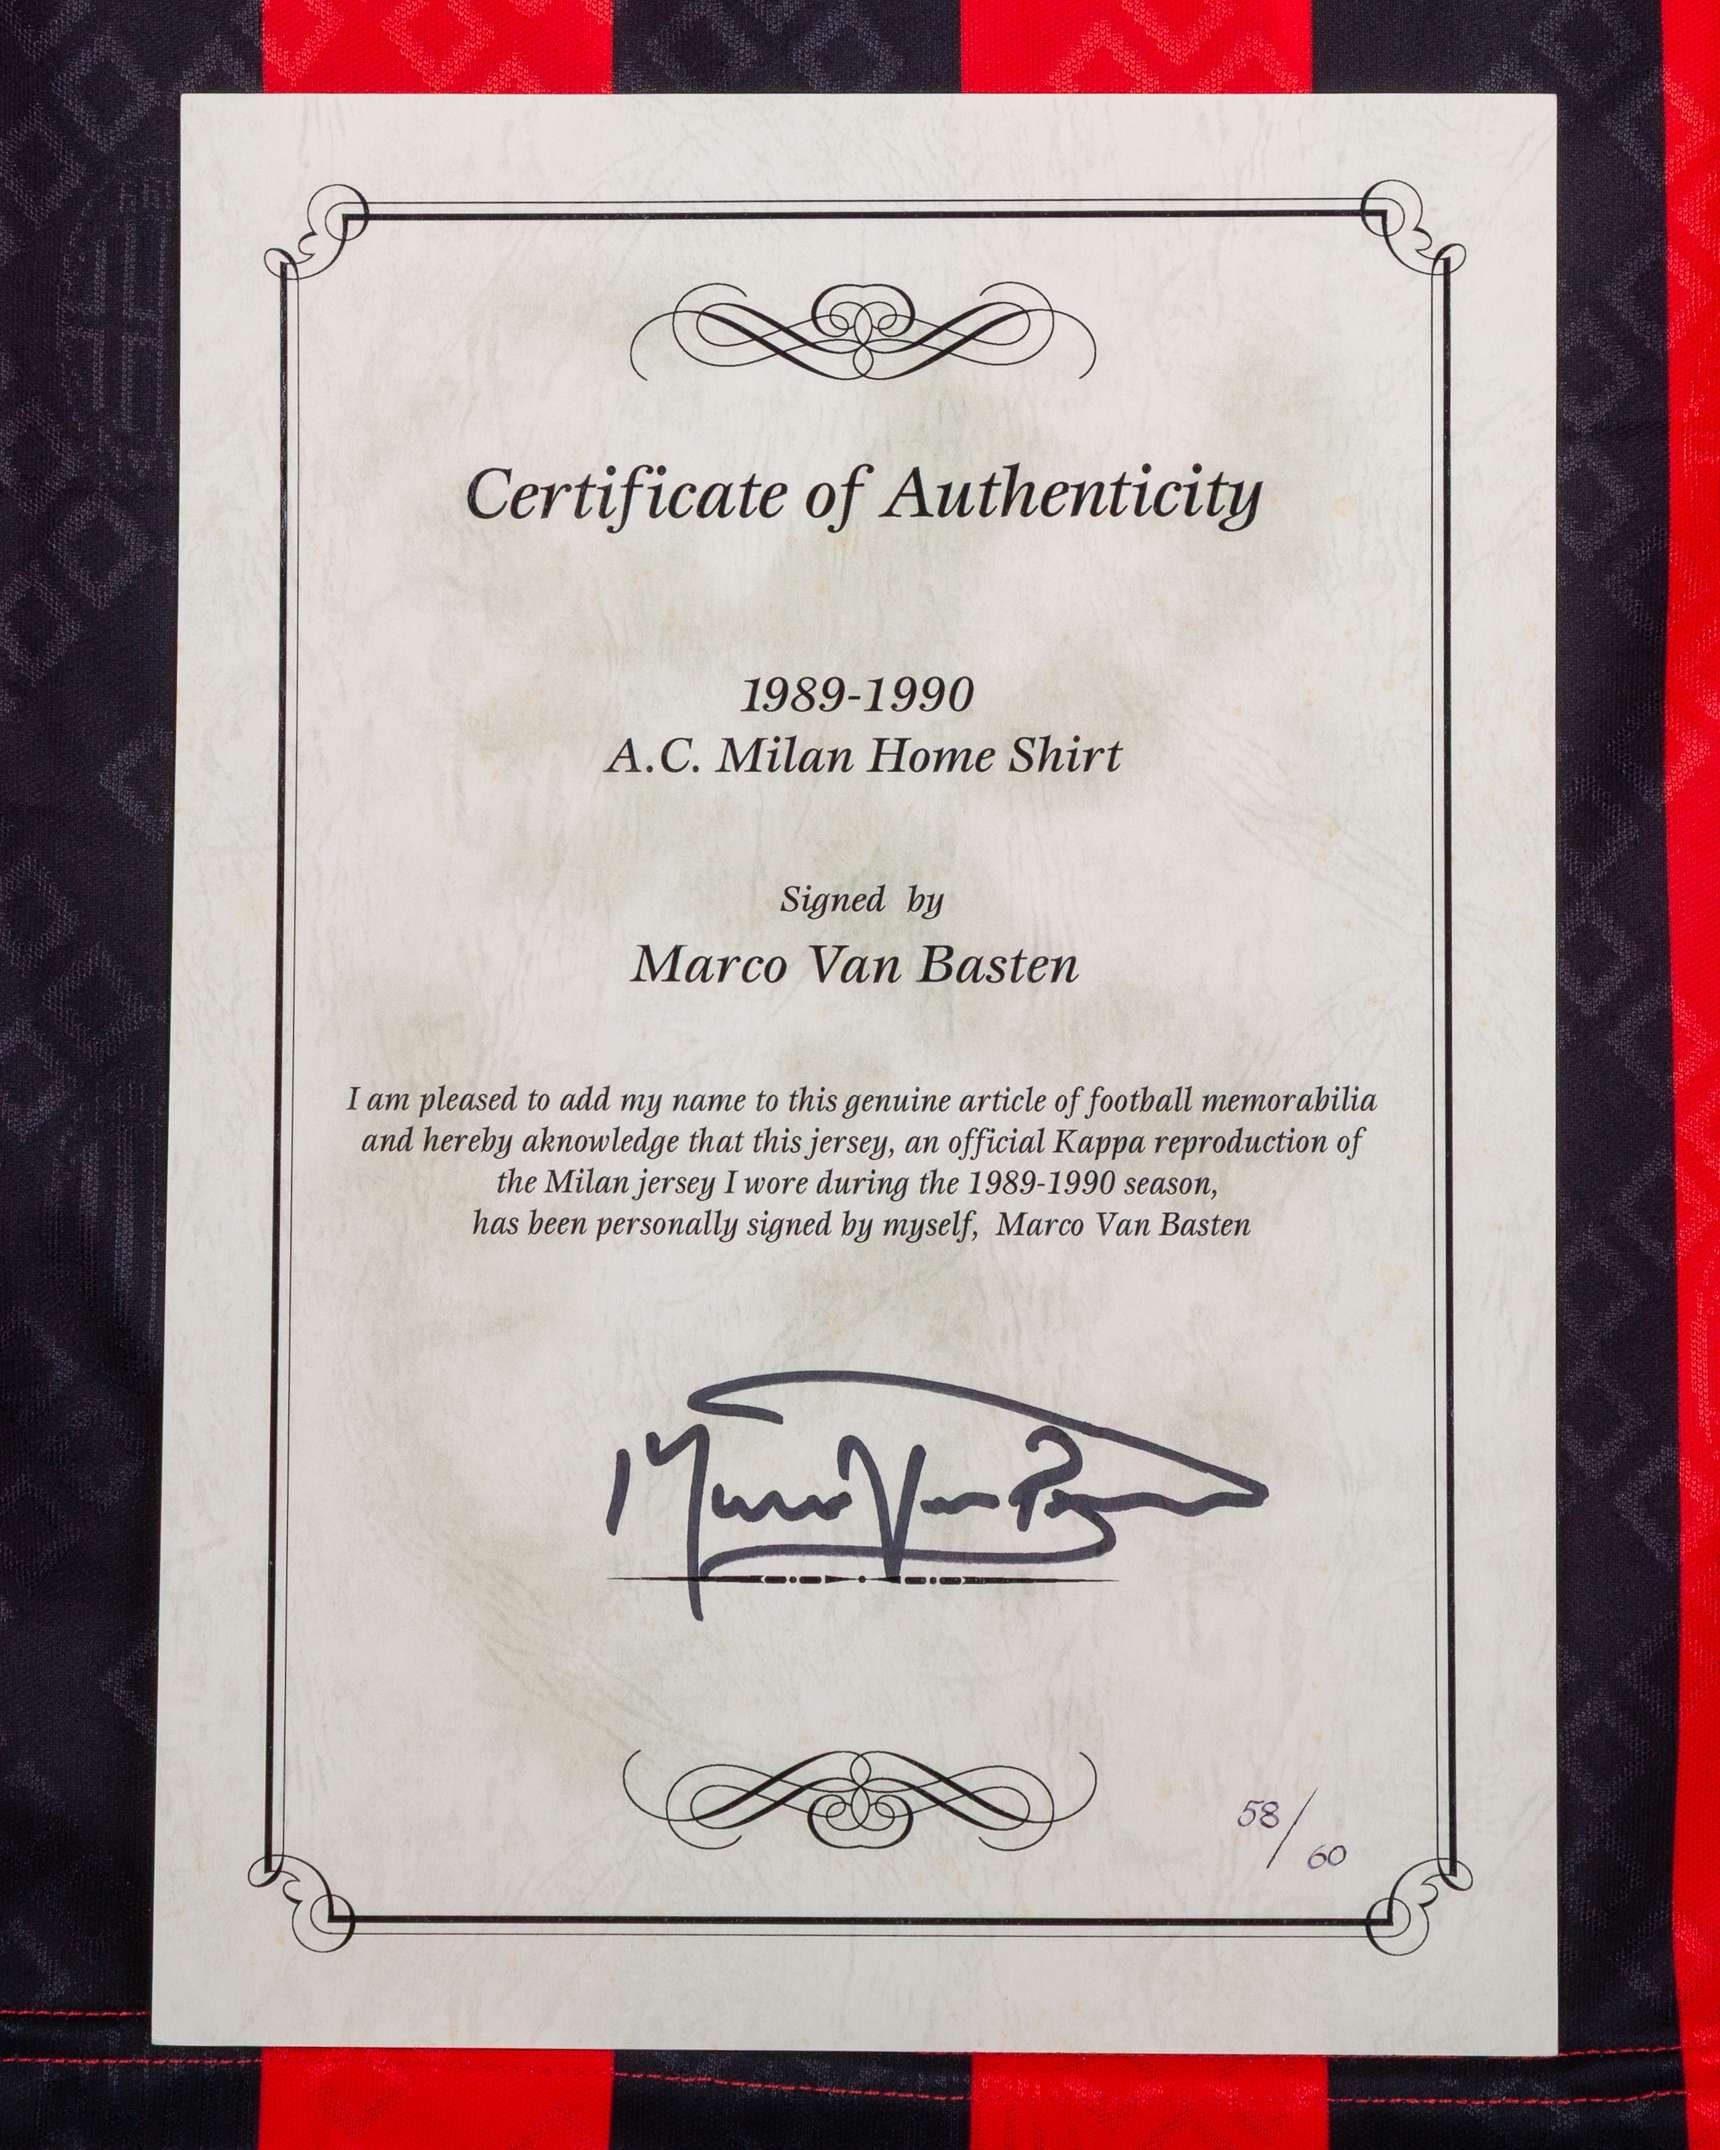 Certificate of Authenticity
1989-1990
A.C. Milan Home Shirt
Signed by
Marco Van Basten
I am pleased to add my name to this genuine article of football memorabilia
and hereby aknowledge that this jersey, an official Kappa reproduction of
the Milan jersey I wore during the 1989-1990 season,
has been personally signed by myself, Marco Van Basten
Marco Van Basten
58/60